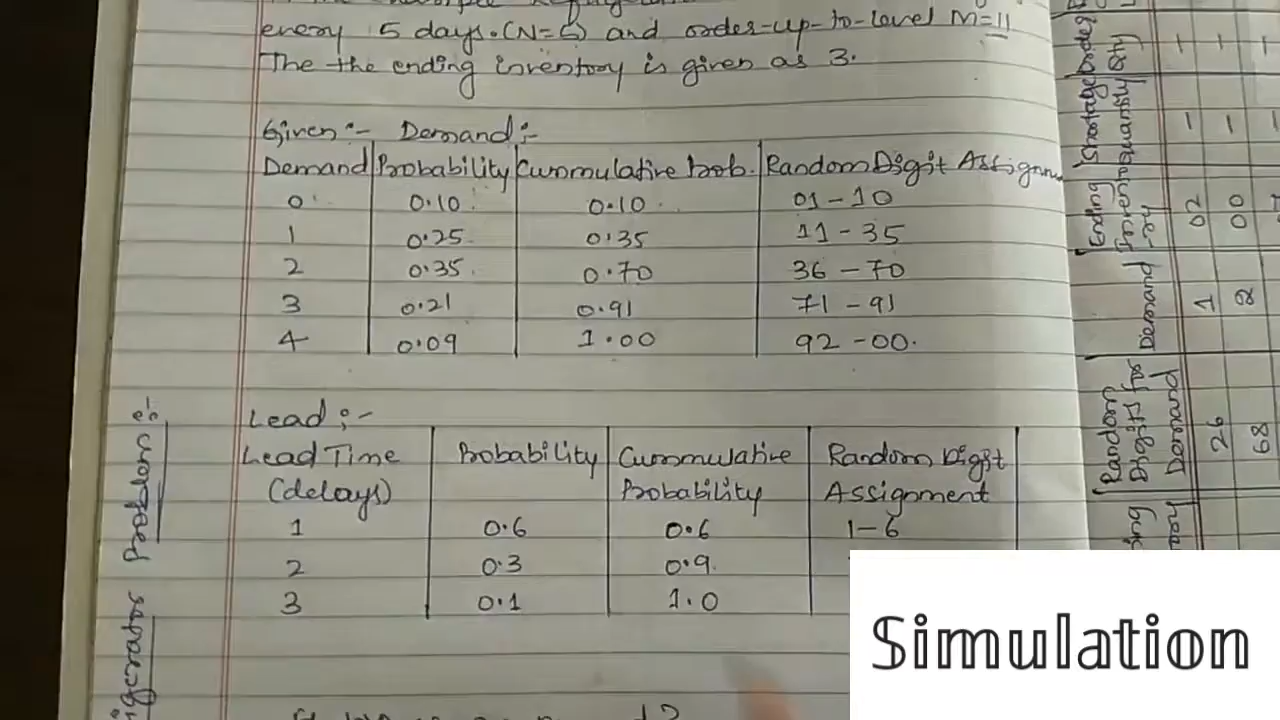 every 5 days.(N=5) and order-up-to-level M=11
The the ending inventory is given as 3.
Given:- Demand:-
Demand Probability Cummulative Prob. Random Digit Assignm
0 0.10 0.10 01-10
1 0.25 0.35 11-35
2 0.35 0.70 36-70
3 0.21 0.91 71-91
4 0.09 1.00 92-00.
Lead:-
Lead Time Probability Cummulative Random Digit
(delays) Probability Assignment
1 0.6 0.6 1-6
2 0.3 0.9
3 0.1 1.0
Simulation
Random
Digits for
Demand
26
68
Demand
1
2
Ending
Inven
-ory
02
00
Shortage
quantity
-
-
-
Order
Qty
-
-
-